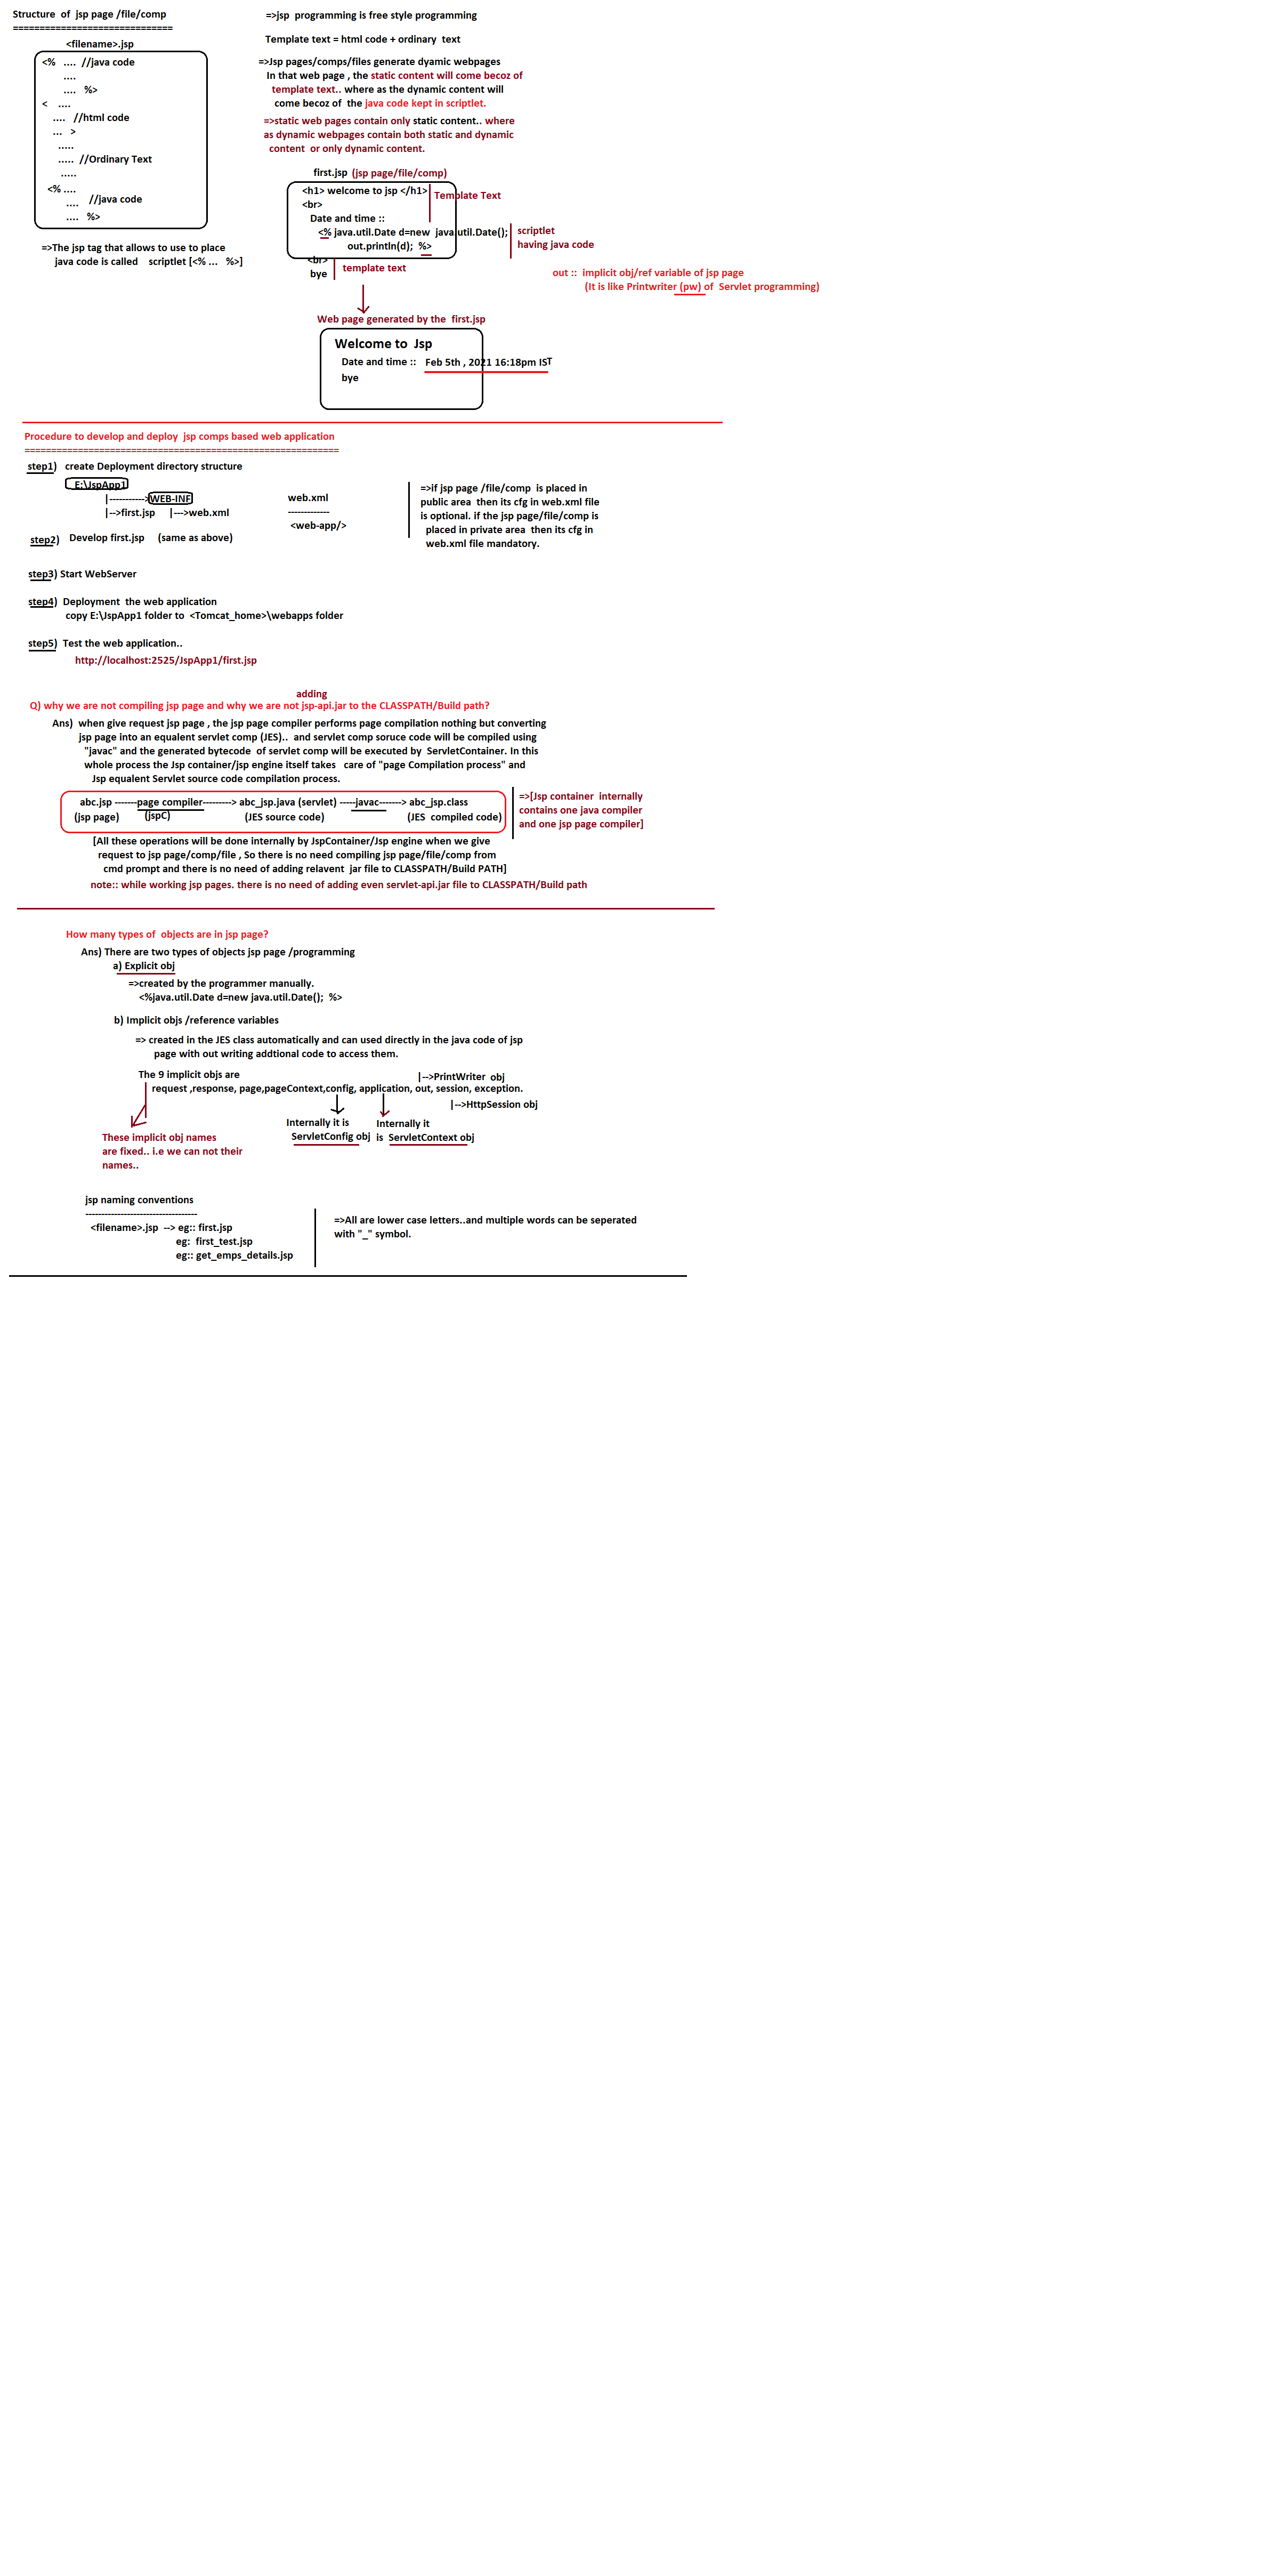 Structure  of  jsp page /file/comp
==============================
<filename>.jsp
<%   .... //java code
....
....   %>
<    ....
....   //html code
...   >
.....
.....  //Ordinary Text
.....
<% ....
....    //java code
....   %>
=>The jsp tag that allows to use to place
java code is called    scriptlet [<% ...   %>]
=>jsp  programming is free style programming
Template text = html code + ordinary  text
=>Jsp pages/comps/files generate dyamic webpages
In that web page , the static content will come becoz of
template text.. where as the dynamic content will
come becoz of  the java code kept in scriptlet.
=>static web pages contain only static content.. where
as dynamic webpages contain both static and dynamic
content  or only dynamic content.
first.jsp (jsp page/file/comp)
<h1> welcome to jsp </h1>
Template Text
<br>
Date and time ::
<% java.util.Date d=new  java.util.Date();
out.println(d);  %>
scriptlet
having java code
<br>
bye
template text
out ::  implicit obj/ref variable of jsp page
(It is like Printwriter (pw) of  Servlet programming)
Web page generated by the  first.jsp
Welcome to  Jsp
Date and time ::   Feb 5th , 2021 16:18pm IST
bye
Procedure to develop and deploy  jsp comps based web application
===========================================================
step1)   create Deployment directory structure
E:\JspApp1
|----------->WEB-INF
|-->first.jsp     |--->web.xml
web.xml
-------------
<web-app/>
=>if jsp page /file/comp  is placed in
public area  then its cfg in web.xml file
is optional. if the jsp page/file/comp is
placed in private area  then its cfg in
web.xml file mandatory.
step2)   Develop first.jsp     (same as above)
step3) Start WebServer
step4)  Deployment  the web application
copy E:\JspApp1 folder to  <Tomcat_home>\webapps folder
step5)  Test the web application..
http://localhost:2525/JspApp1/first.jsp
adding
Q) why we are not compiling jsp page and why we are not jsp-api.jar to the CLASSPATH/Build path?
Ans)  when give request jsp page , the jsp page compiler performs page compilation nothing but converting
jsp page into an equalent servlet comp (JES)..  and servlet comp soruce code will be compiled using
"javac" and the generated bytecode  of servlet comp will be executed by  ServletContainer. In this
whole process the Jsp container/jsp engine itself takes   care of "page Compilation process" and
Jsp equalent Servlet source code compilation process.
abc.jsp -------page compiler---------> abc_jsp.java (servlet) -----javac-------> abc_jsp.class
(jsp page)         (jspC)         (JES source code)         (JES  compiled code)
=>[Jsp container  internally
contains one java compiler
and one jsp page compiler]
[All these operations will be done internally by JspContainer/Jsp engine when we give
request to jsp page/comp/file , So there is no need compiling jsp page/file/comp from
cmd prompt and there is no need of adding relavent  jar file to CLASSPATH/Build PATH]
note:: while working jsp pages. there is no need of adding even servlet-api.jar file to CLASSPATH/Build path
How many types of  objects are in jsp page?
Ans) There are two types of objects jsp page /programming
a) Explicit obj
=>created by the programmer manually.
<%java.util.Date d=new java.util.Date();  %>
b) Implicit objs /reference variables
=> created in the JES class automatically and can used directly in the java code of jsp
page with out writing addtional code to access them.
The 9 implicit objs are
|-->PrintWriter  obj
request ,response, page,pageContext,config, application, out, session, exception.
|-->HttpSession obj
Internally it is
ServletConfig obj
Internally it
is  ServletContext obj
These implicit obj names
are fixed.. i.e we can not their
names..
jsp naming conventions
-----------------------------------
<filename>.jsp  --> eg:: first.jsp
eg:  first_test.jsp
eg:: get_emps_details.jsp
=>All are lower case letters..and multiple words can be seperated
with "_" symbol.